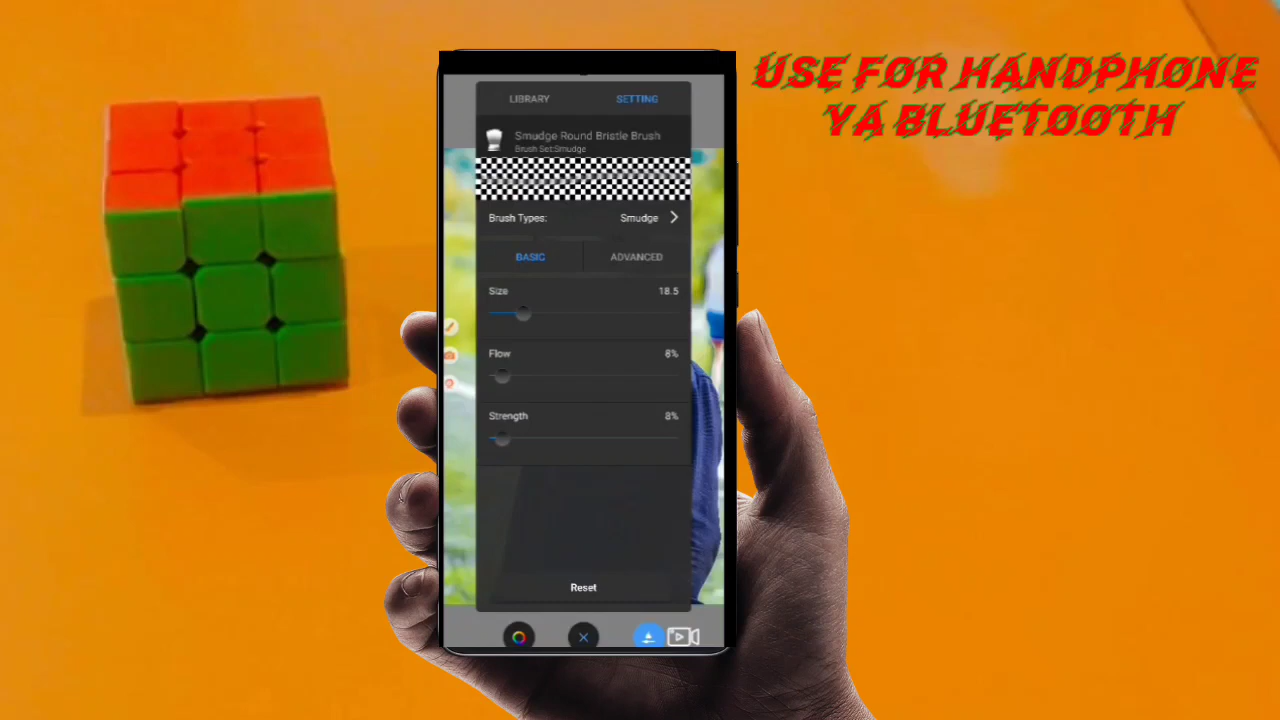 USE FOR HANDPHONE
YA BLUETOOTH
LIBRARY SETTING
Smudge Round Bristle Brush
Brush Set:Smudge
Brush Types: Smudge
BASIC ADVANCED
Size 18.5
Flow 8%
Strength 8%
Reset